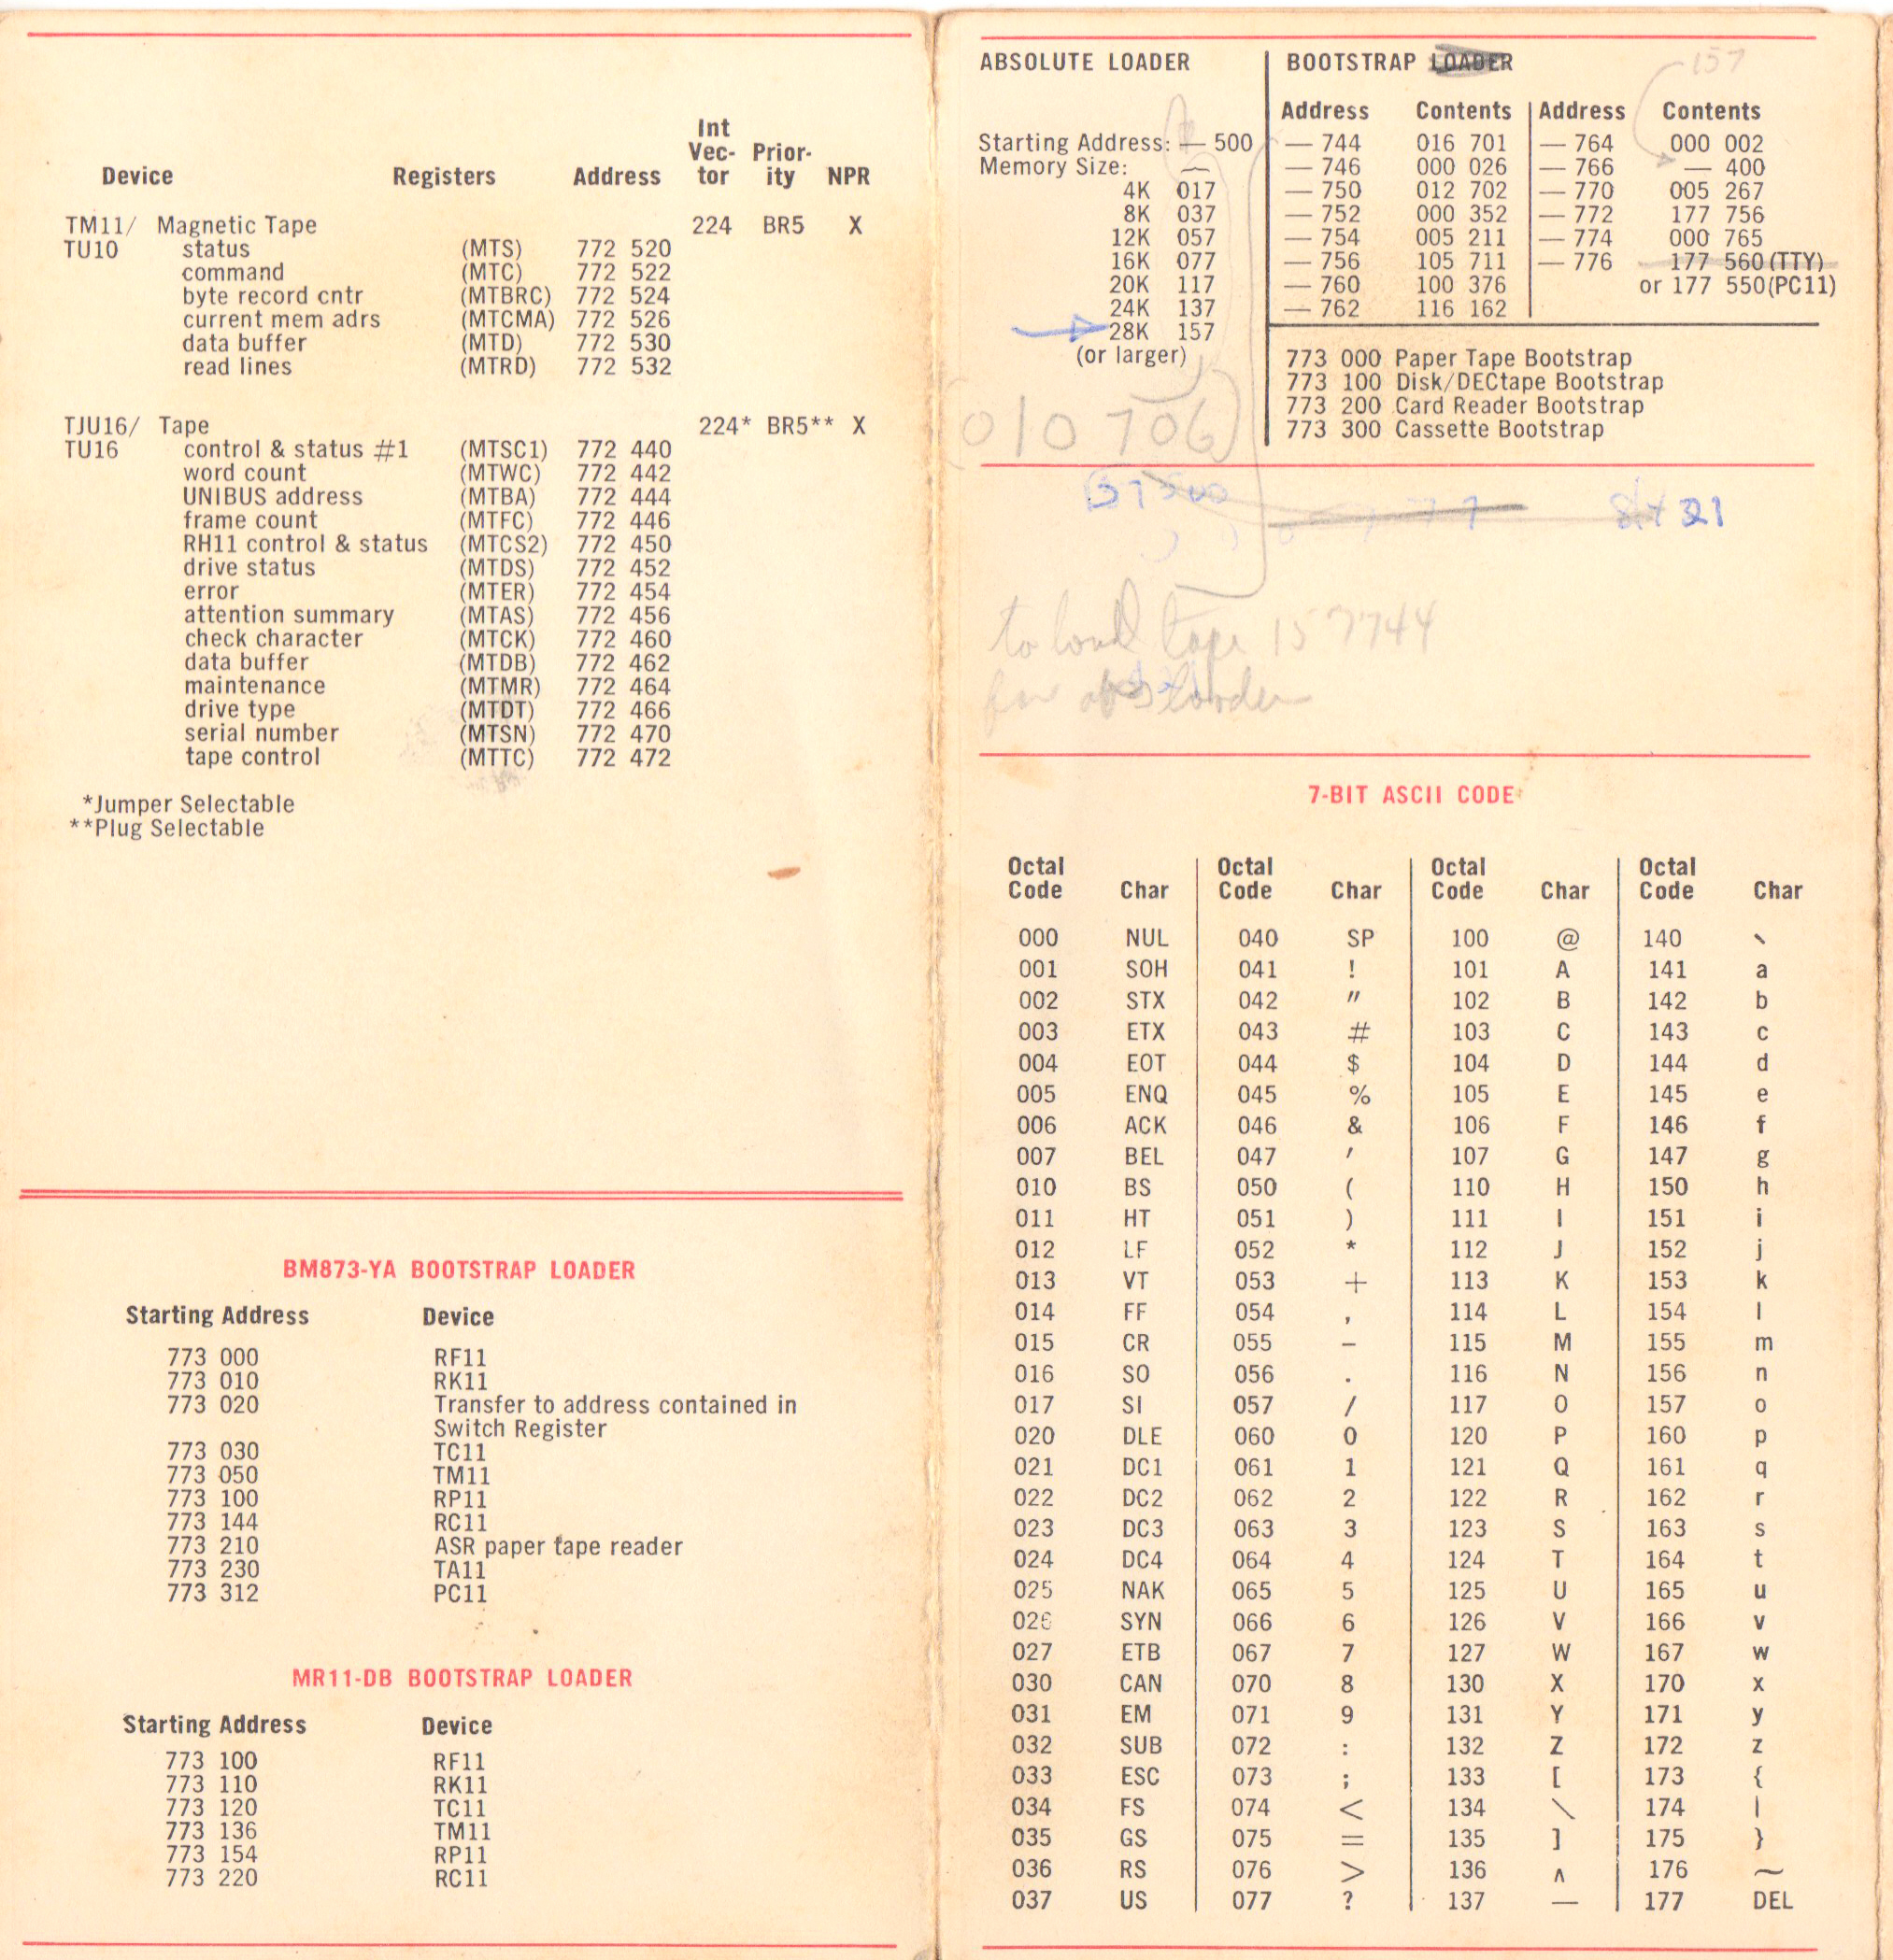 Int
Vec- Prior-
Device Registers Address tor ity NPR
TM11/ Magnetic Tape 224 BR5 X
TU10 status (MTS) 772 520
command (MTC) 772 522
byte record cntr (MTBRC) 772 524
current mem adrs (MTCMA) 772 526
data buffer (MTD) 772 530
read lines (MTRD) 772 532
TJU16/ Tape 224* BR5** X
TU16 control & status #1 (MTSC1) 772 440
word count (MTWC) 772 442
UNIBUS address (MTBA) 772 444
frame count (MTFC) 772 446
RH11 control & status (MTCS2) 772 450
drive status (MTDS) 772 452
error (MTER) 772 454
attention summary (MTAS) 772 456
check character (MTCK) 772 460
data buffer (MTDB) 772 462
maintenance (MTMR) 772 464
drive type (MTDT) 772 466
serial number (MTSN) 772 470
tape control (MTTC) 772 472
*Jumper Selectable
**Plug Selectable
BM873-YA BOOTSTRAP LOADER
Starting Address Device
773 000 RF11
773 010 RK11
773 020 Transfer to address contained in
Switch Register
773 030 TC11
773 050 TM11
773 100 RP11
773 144 RC11
773 210 ASR paper tape reader
773 230 TA11
773 312 PC11
MR11-DB BOOTSTRAP LOADER
Starting Address Device
773 100 RF11
773 110 RK11
773 120 TC11
773 136 TM11
773 154 RP11
773 220 RC11
ABSOLUTE LOADER
Starting Address: — 500
Memory Size: —
4K 017
8K 037
12K 057
16K 077
20K 117
24K 137
28K 157
(or larger)
(010 706)
BOOTSTRAP LOADER
157
Address Contents Address Contents
— 744 016 701 — 764 000 002
— 746 000 026 — 766 — 400
— 750 012 702 — 770 005 267
— 752 000 352 — 772 177 756
— 754 005 211 — 774 000 765
— 756 105 711 — 776 177 560 (TTY)
— 760 100 376 or 177 550(PC11)
— 762 116 162
773 000 Paper Tape Bootstrap
773 100 Disk/DECtape Bootstrap
773 200 Card Reader Bootstrap
773 300 Cassette Bootstrap
to load tape 157744
for abs loader
7-BIT ASCII CODE
Octal Octal Octal Octal
Code Char Code Char Code Char Code Char
000 NUL 040 SP 100 @ 140 `
001 SOH 041 ! 101 A 141 a
002 STX 042 " 102 B 142 b
003 ETX 043 # 103 C 143 c
004 EOT 044 $ 104 D 144 d
005 ENQ 045 % 105 E 145 e
006 ACK 046 & 106 F 146 f
007 BEL 047 ' 107 G 147 g
010 BS 050 ( 110 H 150 h
011 HT 051 ) 111 I 151 i
012 LF 052 * 112 J 152 j
013 VT 053 + 113 K 153 k
014 FF 054 , 114 L 154 l
015 CR 055 – 115 M 155 m
016 SO 056 . 116 N 156 n
017 SI 057 / 117 O 157 o
020 DLE 060 0 120 P 160 p
021 DC1 061 1 121 Q 161 q
022 DC2 062 2 122 R 162 r
023 DC3 063 3 123 S 163 s
024 DC4 064 4 124 T 164 t
025 NAK 065 5 125 U 165 u
026 SYN 066 6 126 V 166 v
027 ETB 067 7 127 W 167 w
030 CAN 070 8 130 X 170 x
031 EM 071 9 131 Y 171 y
032 SUB 072 : 132 Z 172 z
033 ESC 073 ; 133 [ 173 {
034 FS 074 < 134 \ 174 |
035 GS 075 = 135 ] 175 }
036 RS 076 > 136 ∧ 176 ~
037 US 077 ? 137 — 177 DEL